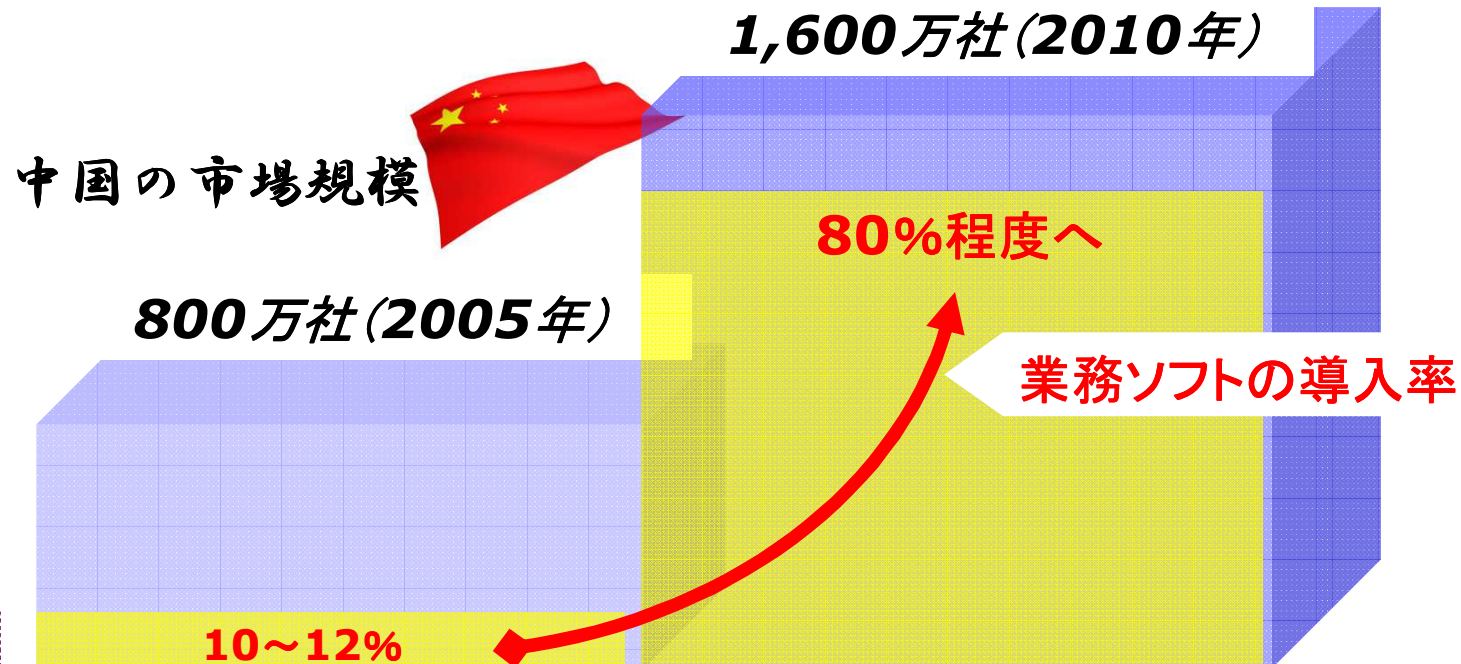 1,600万社(2010年)
中国の市場規模
80%程度へ
800万社(2005年)
業務ソフトの導入率
10~12%